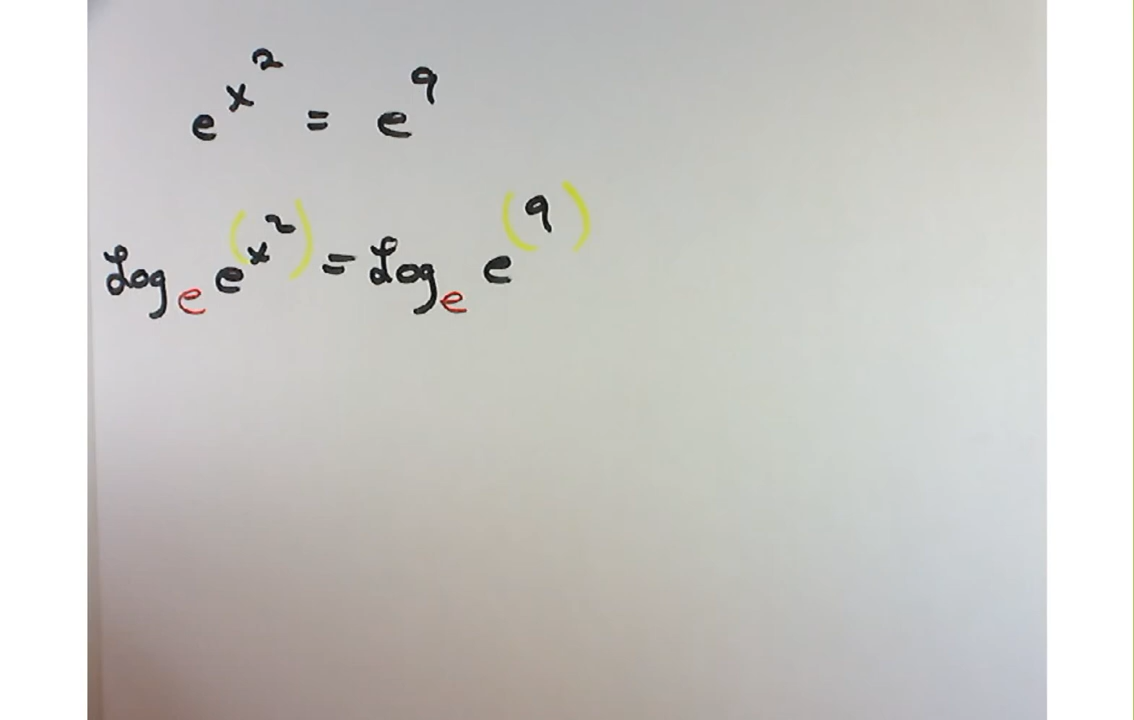 e^x^2 = e^9
Log_e e^(x^2) = Log_e e^(9)